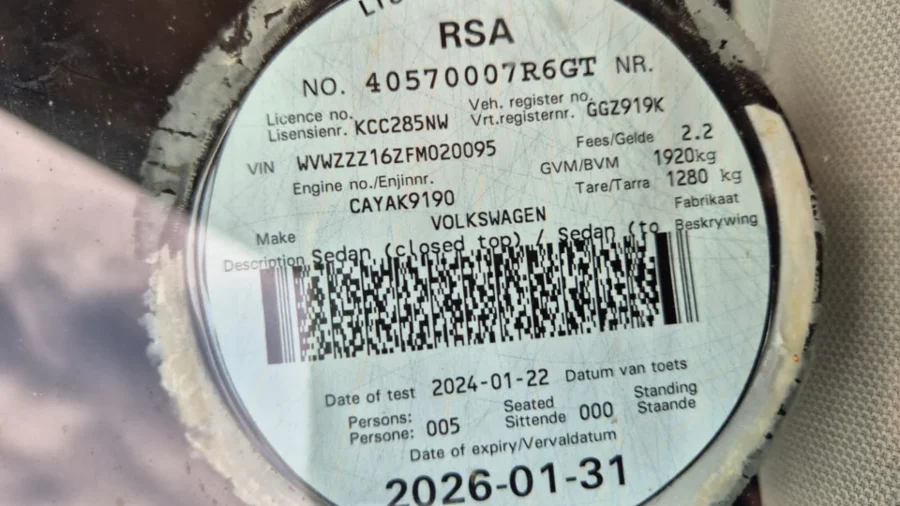 RSA
NO. 40570007R6GT NR.
Licence no. Veh. register no. GGZ919K
Lisensienr. KCC285NW Vrt.registernr.
VIN WVWZZZ16ZFM020095 Fees/Gelde 2.2
Engine no./Enjinnr. GVM/BVM 1920kg
CAYAK9190 Tare/Tarra 1280 kg
Make VOLKSWAGEN Fabrikaat
Description Sedan (closed top) / Sedan (to Beskrywing
Date of test 2024-01-22 Datum van toets
Persons: Seated Standing
Persone: 005 Sittende 000 Staande
Date of expiry/Vervaldatum
2026-01-31